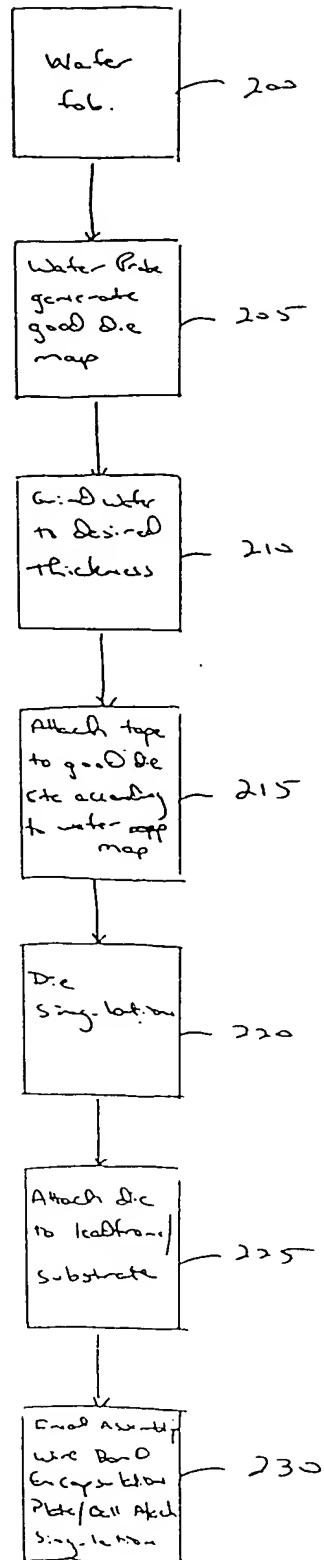 Wafer
fab.
200
Wafer Probe
generate
good die
map
205
Grind wafer
to desired
thickness
210
Attach tape
to good die
site according
to wafer
map
215
Die
Singulation
220
Attach die
to leadframe/
substrate
225
Final Assembly
Wire Bond
Encapsulation
Plate/Ball Attach
Singulation
230